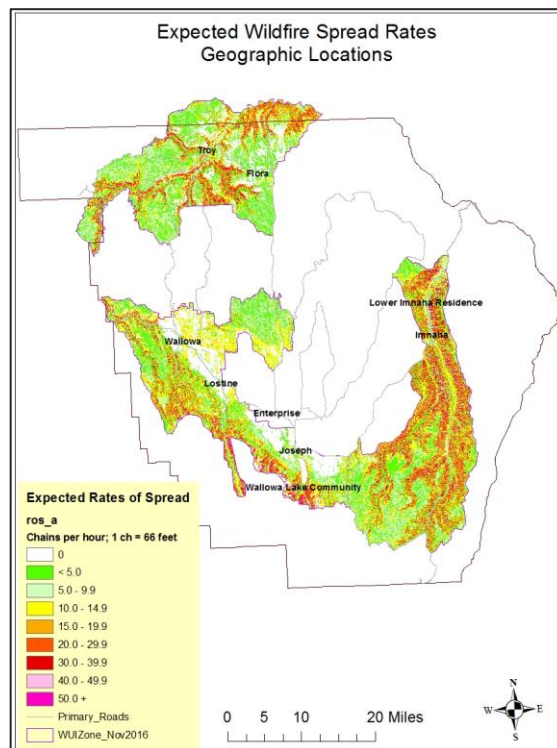 Expected Wildfire Spread Rates
Geographic Locations
Troy
Flora
Lower Imnaha Residence
Imnaha
Wallowa
Lostine
Enterprise
Joseph
Wallowa Lake Community
Expected Rates of Spread
ros_a
Chains per hour; 1 ch = 66 feet
0
< 5.0
5.0 - 9.9
10.0 - 14.9
15.0 - 19.9
20.0 - 29.9
30.0 - 39.9
40.0 - 49.9
50.0 +
Primary_Roads
WUIZone_Nov2016
0 5 10 20 Miles
N
W E
S